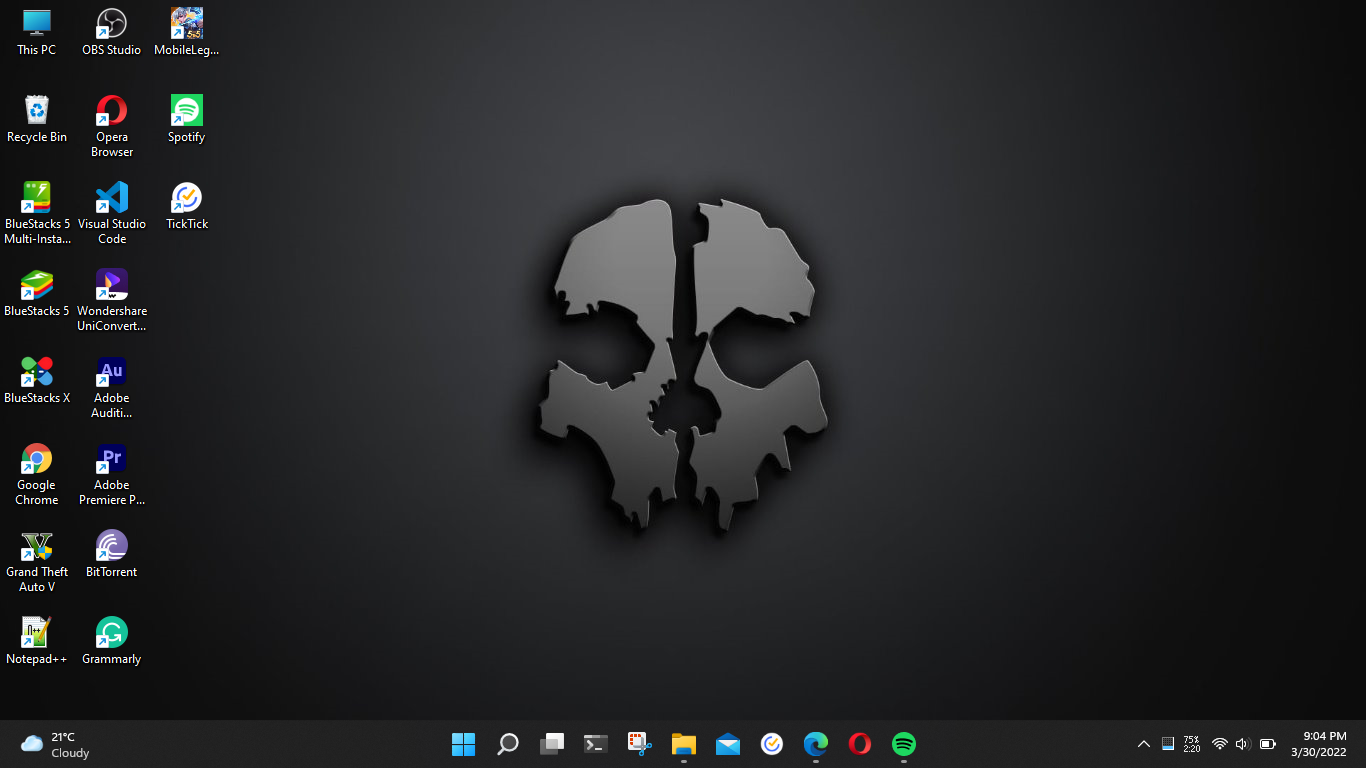 This PC
OBS Studio
MobileLeg...
Recycle Bin
Opera
Browser
Spotify
BlueStacks 5
Multi-Insta...
Visual Studio
Code
TickTick
BlueStacks 5
Wondershare
UniConvert...
BlueStacks X
Au
Adobe
Auditi...
Google
Chrome
Pr
Adobe
Premiere P...
Grand Theft
Auto V
BitTorrent
Notepad++
Grammarly
21°C
Cloudy
75%
2:20
9:04 PM
3/30/2022